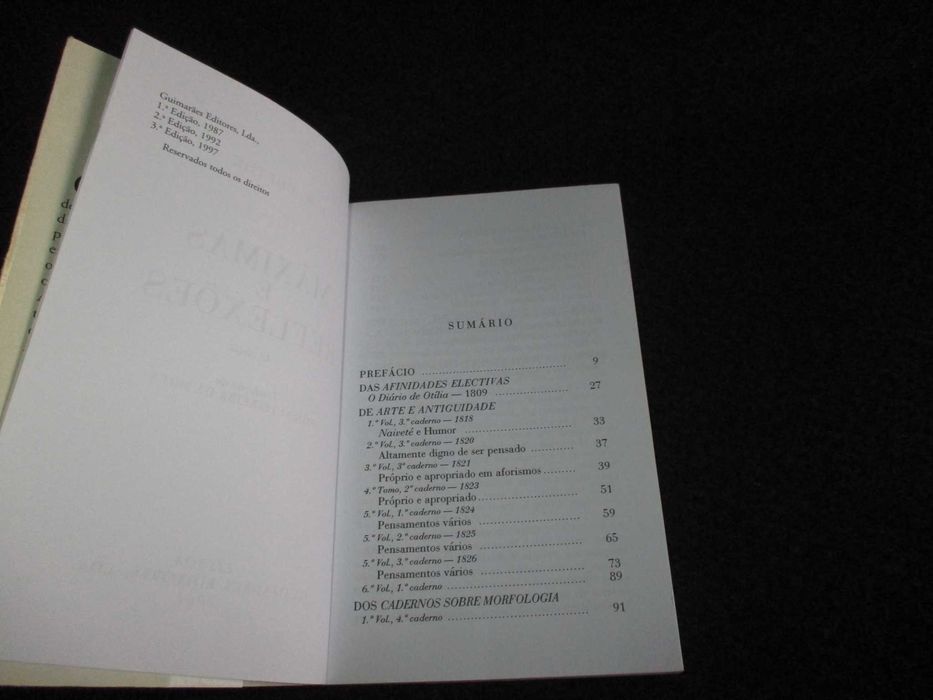 Guimarães Editores, Lda.,
1.ª Edição, 1987
2.ª Edição, 1992
3.ª Edição, 1997
Reservados todos os direitos
MÁXIMAS
E
REFLEXÕES
SUMÁRIO
PREFÁCIO ........................................ 9
DAS AFINIDADES ELECTIVAS
O Diário de Otília — 1809 .................... 27
DE ARTE E ANTIGUIDADE
1.º Vol., 3.º caderno — 1818
Naiveté e Humor .............................. 33
2.º Vol., 3.º caderno — 1820
Altamente digno de ser pensado ............ 37
3.º Vol., 3º caderno — 1821
Próprio e apropriado em aforismos ......... 39
4.º Tomo, 2º caderno — 1823
Próprio e apropriado ........................... 51
5.º Vol., 1.º caderno — 1824
Pensamentos vários ............................ 59
5.º Vol., 2.º caderno — 1825
Pensamentos vários ............................ 65
5.º Vol., 3.º caderno — 1826
Pensamentos vários ............................ 73
6.º Vol., 1.º caderno ............................ 89
DOS CADERNOS SOBRE MORFOLOGIA
1.º Vol., 4.º caderno ............................ 91